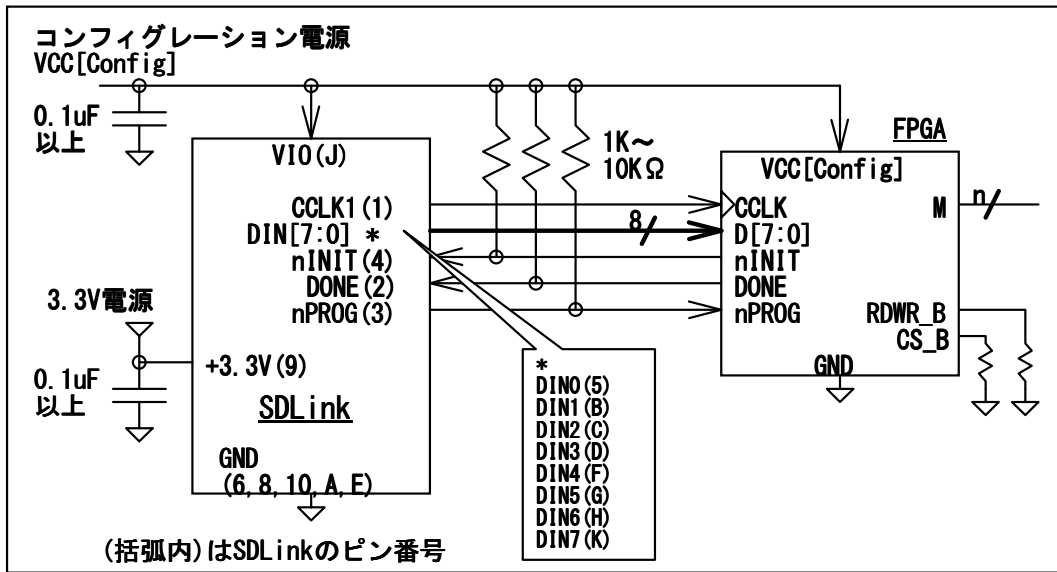 コンフィグレーション電源
VCC[Config]
0.1uF
以上
VIO(J)
CCLK1(1)
DIN[7:0] *
nINIT(4)
DONE(2)
nPROG(3)
3.3V電源
+3.3V(9)
0.1uF
以上
SDLink
GND
(6,8,10,A,E)
1K～
10KΩ
8
FPGA
VCC[Config]
CCLK
D[7:0]
nINIT
DONE
nPROG
M
n
RDWR_B
CS_B
GND
*
DIN0(5)
DIN1(B)
DIN2(C)
DIN3(D)
DIN4(F)
DIN5(G)
DIN6(H)
DIN7(K)
(括弧内)はSDLinkのピン番号